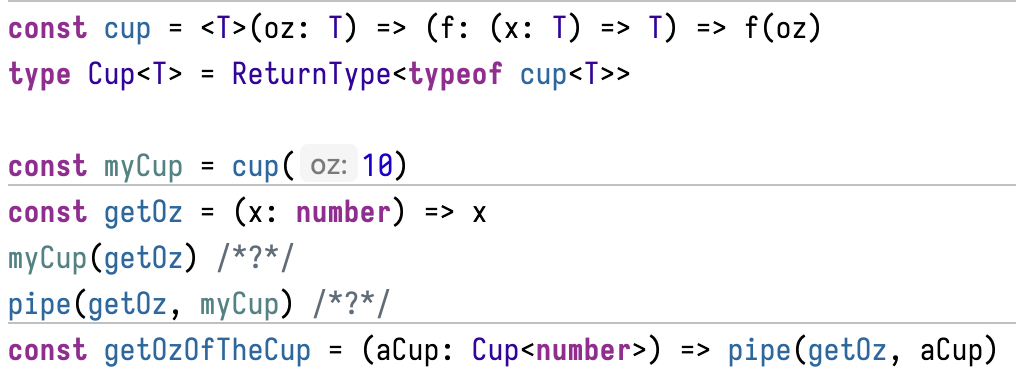 const cup = <T>(oz: T) => (f: (x: T) => T) => f(oz)
type Cup<T> = ReturnType<typeof cup<T>>
const myCup = cup( oz: 10)
const getOz = (x: number) => x
myCup(getOz) /*?*/
pipe(getOz, myCup) /*?*/
const getOzOfTheCup = (aCup: Cup<number>) => pipe(getOz, aCup)